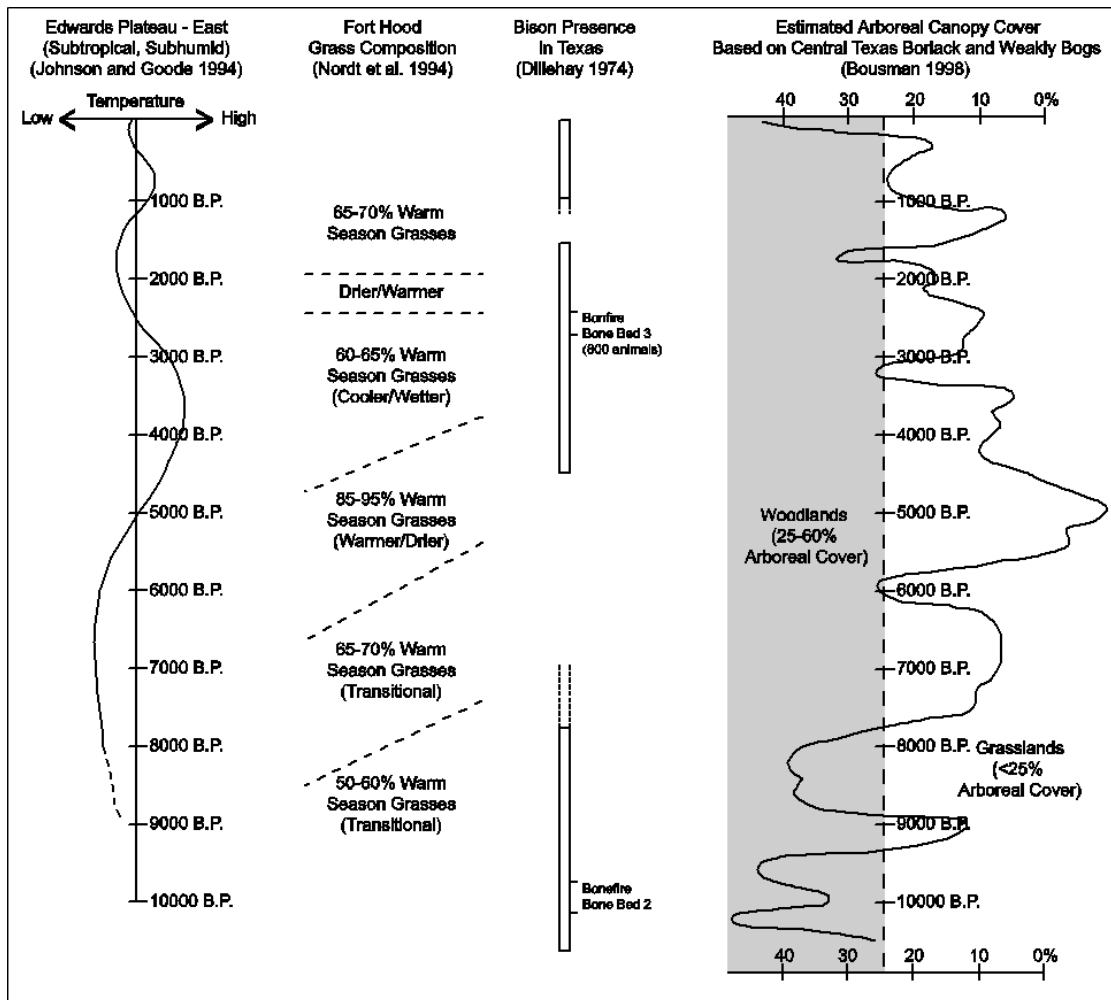 Edwards Plateau - East
(Subtropical, Subhumid)
(Johnson and Goode 1994)
Temperature
Low
High
1000 B.P.
2000 B.P.
3000 B.P.
4000 B.P.
5000 B.P.
6000 B.P.
7000 B.P.
8000 B.P.
9000 B.P.
10000 B.P.
Fort Hood
Grass Composition
(Nordt et al. 1994)
65-70% Warm
Season Grasses
Drier/Warmer
60-65% Warm
Season Grasses
(Cooler/Wetter)
85-95% Warm
Season Grasses
(Warmer/Drier)
65-70% Warm
Season Grasses
(Transitional)
50-60% Warm
Season Grasses
(Transitional)
Bison Presence
in Texas
(Dillehay 1974)
Bonfire
Bone Bed 3
(800 animals)
Bonefire
Bone Bed 2
Estimated Arboreal Canopy Cover
Based on Central Texas Borlack and Weakly Bogs
(Bousman 1998)
40 30 20 10 0%
1000 B.P.
2000 B.P.
3000 B.P.
4000 B.P.
5000 B.P.
Woodlands
(25-60%
Arboreal Cover)
6000 B.P.
7000 B.P.
8000 B.P.
Grasslands
(<25%
Arboreal Cover)
9000 B.P.
10000 B.P.
40 30 20 10 0%